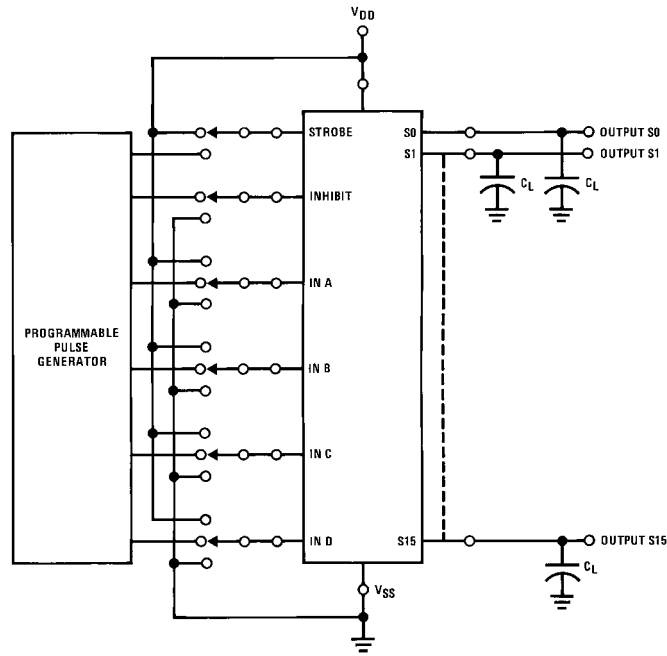 VDD
STROBE
S0
OUTPUT S0
S1
OUTPUT S1
INHIBIT
CL
CL
IN A
PROGRAMMABLE
PULSE
GENERATOR
IN B
IN C
IN D
S15
OUTPUT S15
CL
VSS